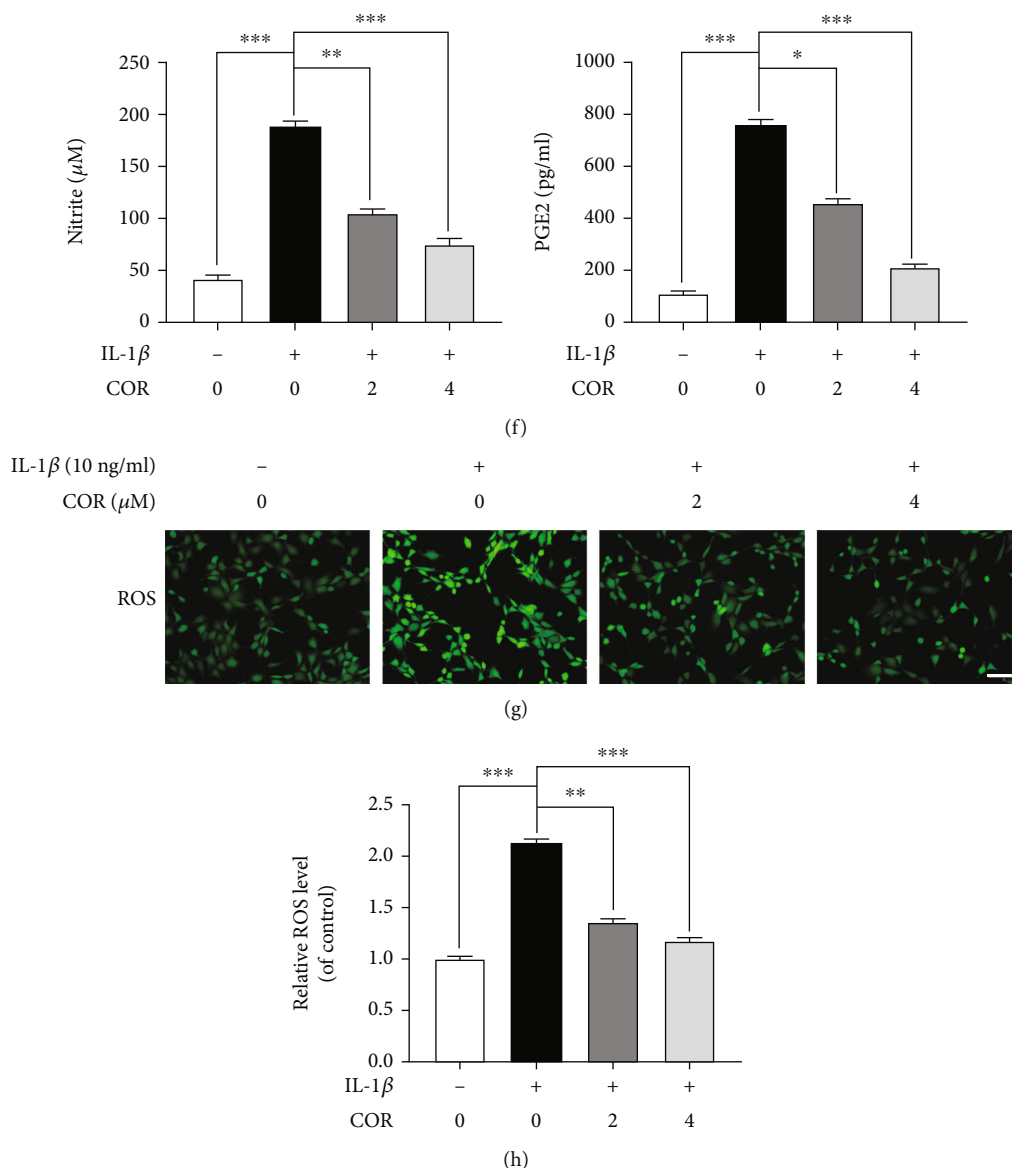 *** *** **
Nitrite (μM)
250
200
150
100
50
0
IL-1β – + + +
COR 0 0 2 4
*** *** *
PGE2 (pg/ml)
1000
800
600
400
200
0
IL-1β – + + +
COR 0 0 2 4
(f)
IL-1β (10 ng/ml) – + + +
COR (μM) 0 0 2 4
ROS
(g)
*** *** **
Relative ROS level
(of control)
2.5
2.0
1.5
1.0
0.5
0.0
IL-1β – + + +
COR 0 0 2 4
(h)